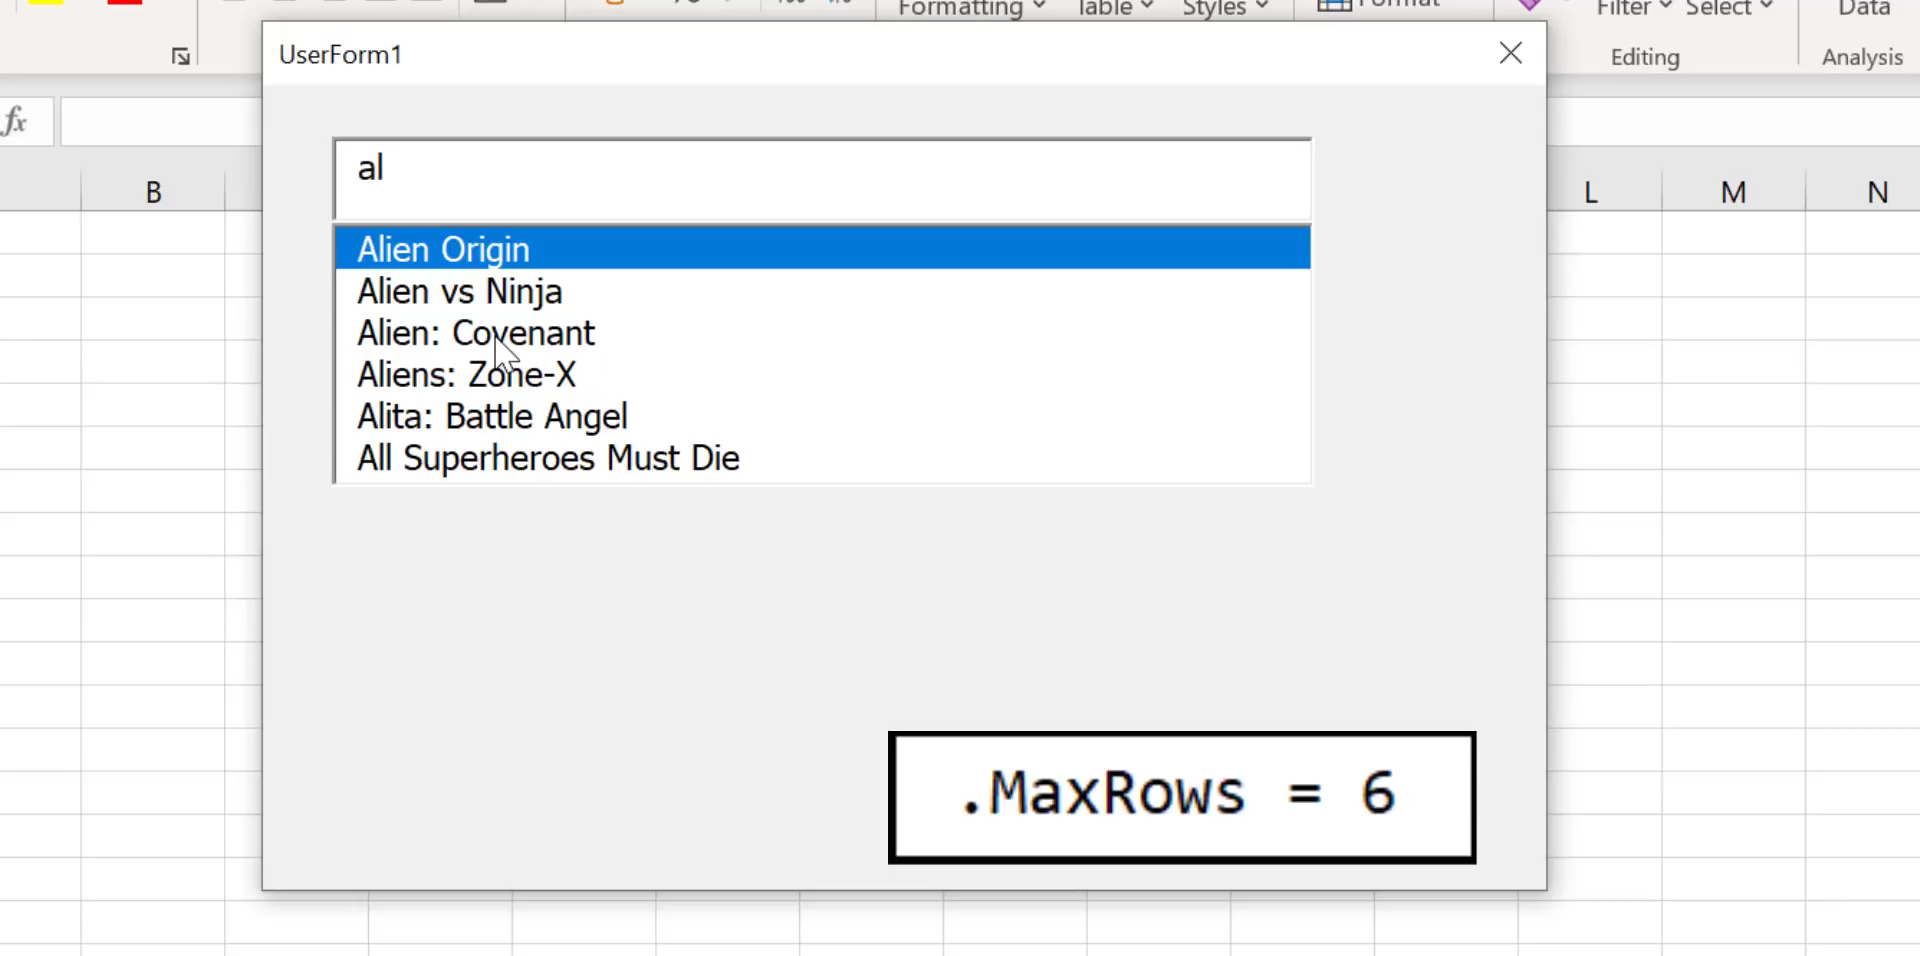 Formatting Table Styles Format Filter Select Data
Editing Analysis
UserForm1
fx
B L M N
al
Alien Origin
Alien vs Ninja
Alien: Covenant
Aliens: Zone-X
Alita: Battle Angel
All Superheroes Must Die
.MaxRows = 6